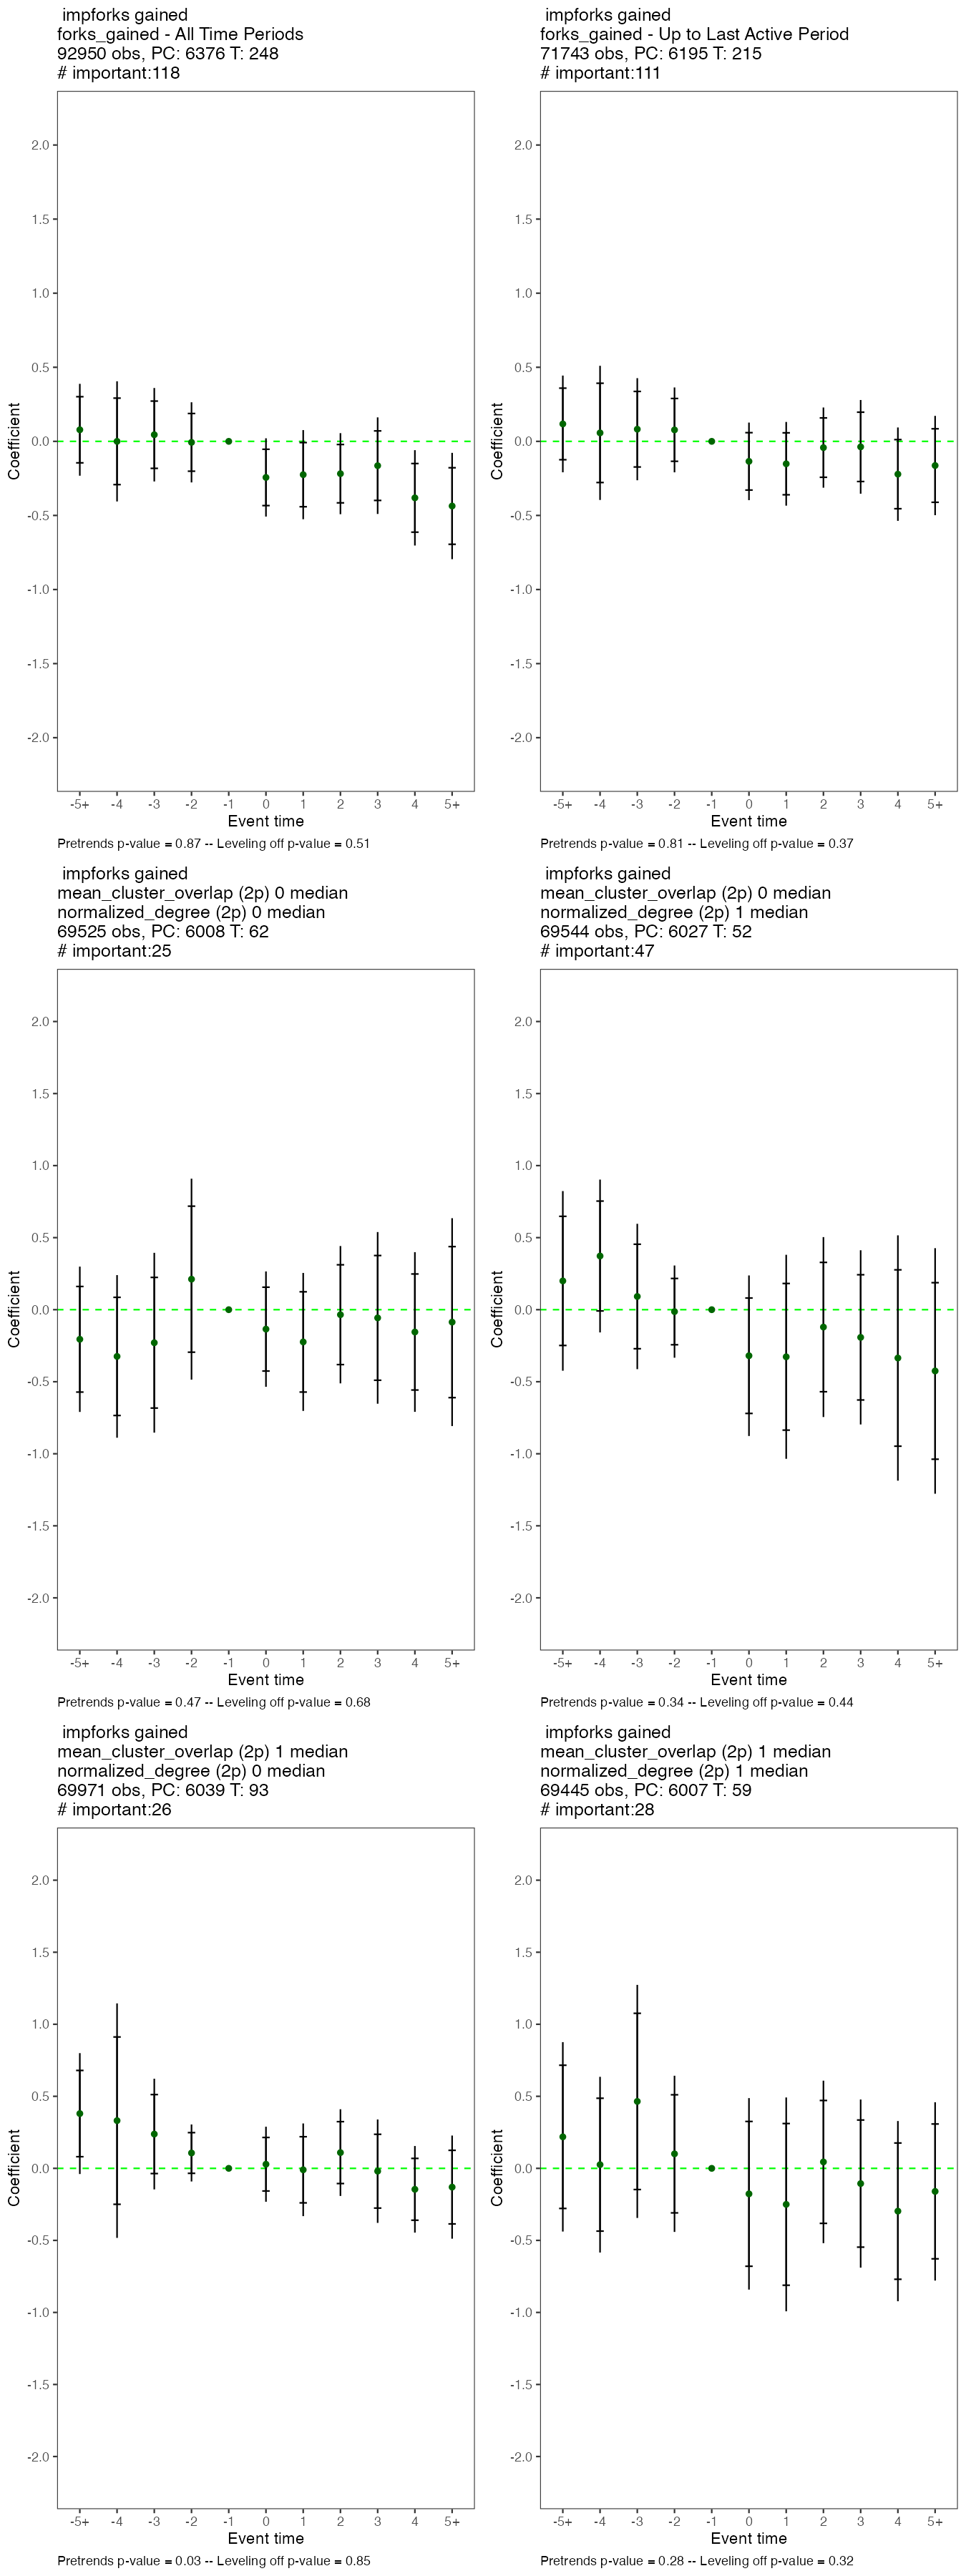 impforks gained
forks_gained - All Time Periods
92950 obs, PC: 6376 T: 248
# important:118
2.0
1.5
1.0
0.5
0.0
-0.5
-1.0
-1.5
-2.0
Coefficient
-5+ -4 -3 -2 -1 0 1 2 3 4 5+
Event time
Pretrends p-value = 0.87 -- Leveling off p-value = 0.51
impforks gained
forks_gained - Up to Last Active Period
71743 obs, PC: 6195 T: 215
# important:111
2.0
1.5
1.0
0.5
0.0
-0.5
-1.0
-1.5
-2.0
Coefficient
-5+ -4 -3 -2 -1 0 1 2 3 4 5+
Event time
Pretrends p-value = 0.81 -- Leveling off p-value = 0.37
impforks gained
mean_cluster_overlap (2p) 0 median
normalized_degree (2p) 0 median
69525 obs, PC: 6008 T: 62
# important:25
2.0
1.5
1.0
0.5
0.0
-0.5
-1.0
-1.5
-2.0
Coefficient
-5+ -4 -3 -2 -1 0 1 2 3 4 5+
Event time
Pretrends p-value = 0.47 -- Leveling off p-value = 0.68
impforks gained
mean_cluster_overlap (2p) 0 median
normalized_degree (2p) 1 median
69544 obs, PC: 6027 T: 52
# important:47
2.0
1.5
1.0
0.5
0.0
-0.5
-1.0
-1.5
-2.0
Coefficient
-5+ -4 -3 -2 -1 0 1 2 3 4 5+
Event time
Pretrends p-value = 0.34 -- Leveling off p-value = 0.44
impforks gained
mean_cluster_overlap (2p) 1 median
normalized_degree (2p) 0 median
69971 obs, PC: 6039 T: 93
# important:26
2.0
1.5
1.0
0.5
0.0
-0.5
-1.0
-1.5
-2.0
Coefficient
-5+ -4 -3 -2 -1 0 1 2 3 4 5+
Event time
Pretrends p-value = 0.03 -- Leveling off p-value = 0.85
impforks gained
mean_cluster_overlap (2p) 1 median
normalized_degree (2p) 1 median
69445 obs, PC: 6007 T: 59
# important:28
2.0
1.5
1.0
0.5
0.0
-0.5
-1.0
-1.5
-2.0
Coefficient
-5+ -4 -3 -2 -1 0 1 2 3 4 5+
Event time
Pretrends p-value = 0.28 -- Leveling off p-value = 0.32